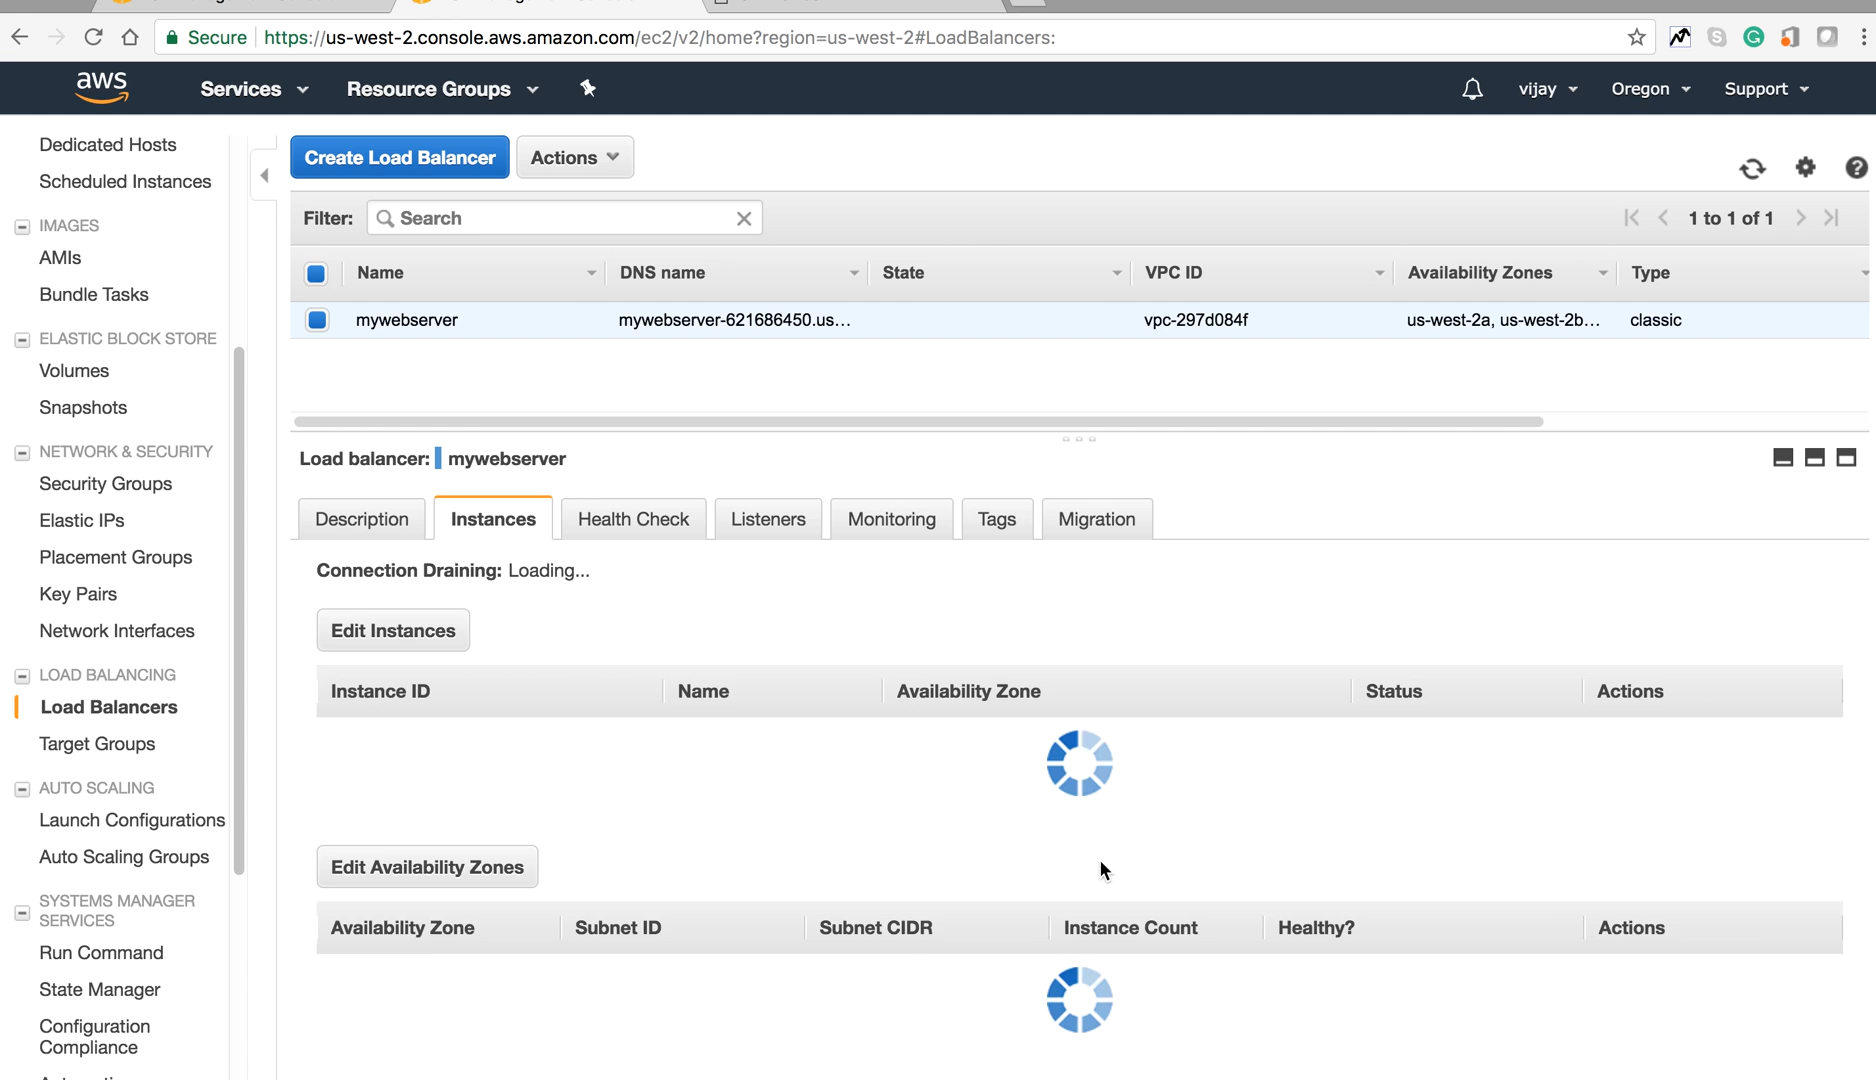 Secure https://us-west-2.console.aws.amazon.com/ec2/v2/home?region=us-west-2#LoadBalancers:
aws Services Resource Groups vijay Oregon Support
Dedicated Hosts
Scheduled Instances
IMAGES
AMIs
Bundle Tasks
ELASTIC BLOCK STORE
Volumes
Snapshots
NETWORK & SECURITY
Security Groups
Elastic IPs
Placement Groups
Key Pairs
Network Interfaces
LOAD BALANCING
Load Balancers
Target Groups
AUTO SCALING
Launch Configurations
Auto Scaling Groups
SYSTEMS MANAGER
SERVICES
Run Command
State Manager
Configuration
Compliance
Create Load Balancer Actions
Filter: Search 1 to 1 of 1
Name DNS name State VPC ID Availability Zones Type
mywebserver mywebserver-621686450.us... vpc-297d084f us-west-2a, us-west-2b... classic
Load balancer: mywebserver
Description Instances Health Check Listeners Monitoring Tags Migration
Connection Draining: Loading...
Edit Instances
Instance ID Name Availability Zone Status Actions
Edit Availability Zones
Availability Zone Subnet ID Subnet CIDR Instance Count Healthy? Actions